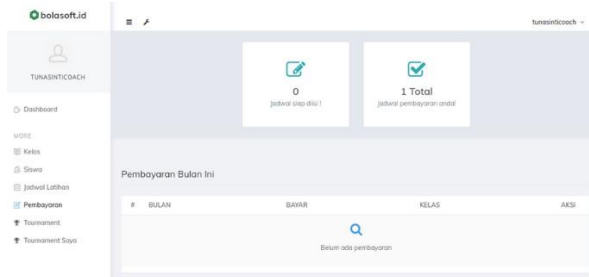 bolasoft.id
tunasinticoach
TUNASINTICOACH
Dashboard
MORE
Kelas
Siswa
Jadwal Latihan
Pembayaran
Tournament
Tournament Saya
0
Jadwal siap diisi !
1 Total
Jadwal pembayaran anda!
Pembayaran Bulan Ini
# BULAN BAYAR KELAS AKSI
Belum ada pembayaran